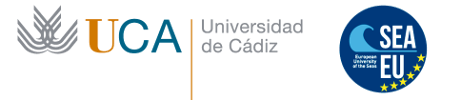 UCA
Universidad
de Cádiz
SEA
European
University
of the Seas
EU